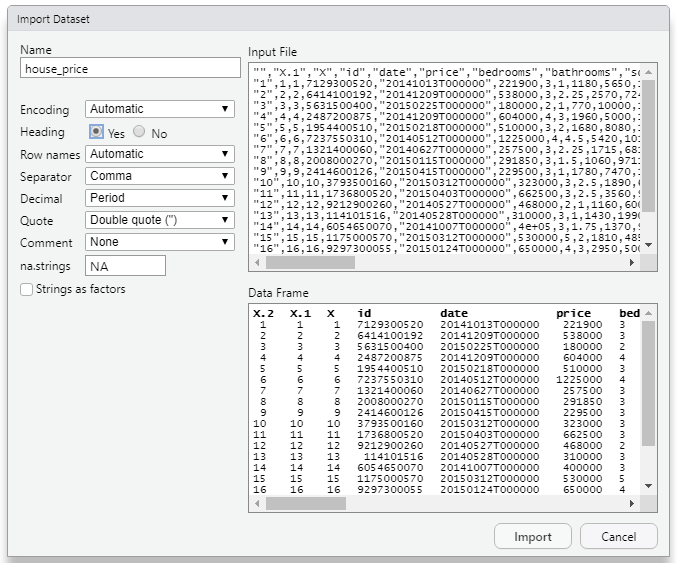 Import Dataset
Name
house_price
Encoding Automatic
Heading Yes No
Row names Automatic
Separator Comma
Decimal Period
Quote Double quote (")
Comment None
na.strings NA
Strings as factors
Input File
"","X.1","X","id","date","price","bedrooms","bathrooms","sq
"1",1,1,7129300520,"20141013T000000",221900,3,1,1180,5650,1
"2",2,2,6414100192,"20141209T000000",538000,3,2.25,2570,724
"3",3,3,5631500400,"20150225T000000",180000,2,1,770,10000,1
"4",4,4,2487200875,"20141209T000000",604000,4,3,1960,5000,1
"5",5,5,1954400510,"20150218T000000",510000,3,2,1680,8080,1
"6",6,6,7237550310,"20140512T000000",1225000,4,4.5,5420,101
"7",7,7,1321400060,"20140627T000000",257500,3,2.25,1715,681
"8",8,8,2008000270,"20150115T000000",291850,3,1.5,1060,9711
"9",9,9,2414600126,"20150415T000000",229500,3,1,1780,7470,1
"10",10,10,3793500160,"20150312T000000",323000,3,2.5,1890,6
"11",11,11,1736800520,"20150403T000000",662500,3,2.5,3560,9
"12",12,12,9212900260,"20140527T000000",468000,2,1,1160,600
"13",13,13,114101516,"20140528T000000",310000,3,1,1430,1990
"14",14,14,6054650070,"20141007T000000",4e+05,3,1.75,1370,9
"15",15,15,1175000570,"20150312T000000",530000,5,2,1810,485
"16",16,16,9297300055,"20150124T000000",650000,4,3,2950,500
Data Frame
X.2 X.1 X id date price bed
1 1 1 7129300520 20141013T000000 221900 3
2 2 2 6414100192 20141209T000000 538000 3
3 3 3 5631500400 20150225T000000 180000 2
4 4 4 2487200875 20141209T000000 604000 4
5 5 5 1954400510 20150218T000000 510000 3
6 6 6 7237550310 20140512T000000 1225000 4
7 7 7 1321400060 20140627T000000 257500 3
8 8 8 2008000270 20150115T000000 291850 3
9 9 9 2414600126 20150415T000000 229500 3
10 10 10 3793500160 20150312T000000 323000 3
11 11 11 1736800520 20150403T000000 662500 3
12 12 12 9212900260 20140527T000000 468000 2
13 13 13 114101516 20140528T000000 310000 3
14 14 14 6054650070 20141007T000000 400000 3
15 15 15 1175000570 20150312T000000 530000 5
16 16 16 9297300055 20150124T000000 650000 4
Import Cancel